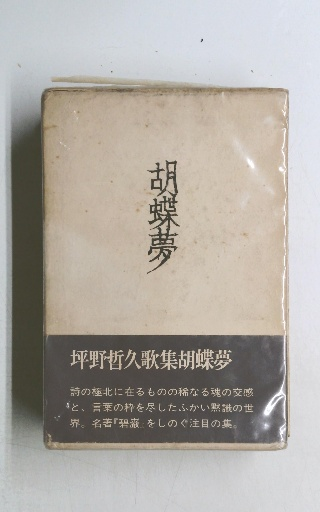 胡蝶夢
坪野哲久歌集胡蝶夢
詩の極北に在るものの稀なる魂の交感
と、言葉の枠を尽したふかい黙識の世
界。名著『碧巌』をしのぐ注目の集。